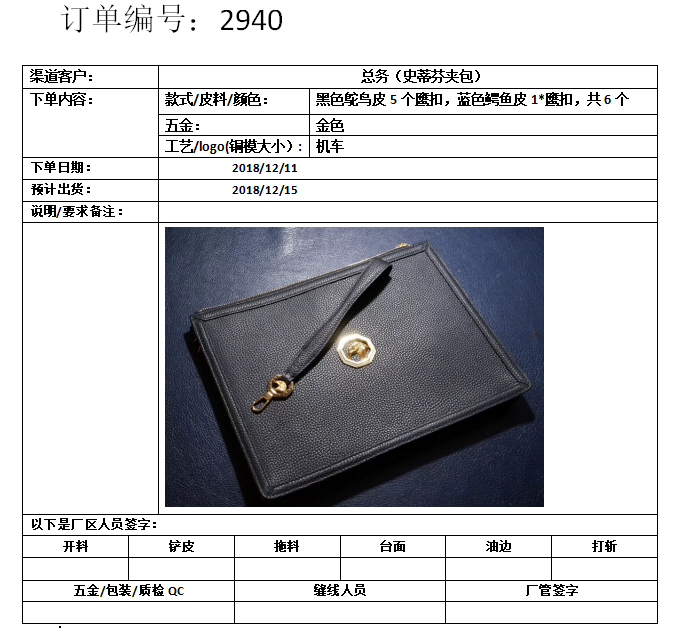 订单编号：2940
渠道客户： 总务（史蒂芬夹包）
下单内容： 款式/皮料/颜色： 黑色鸵鸟皮 5 个鹰扣，蓝色鳄鱼皮 1*鹰扣，共 6 个
五金： 金色
工艺/logo(铜模大小）： 机车
下单日期： 2018/12/11
预计出货： 2018/12/15
说明/要求备注：
以下是厂区人员签字：
开料 铲皮 拖料 台面 油边 打斩
五金/包装/质检 QC 缝线人员 厂管签字